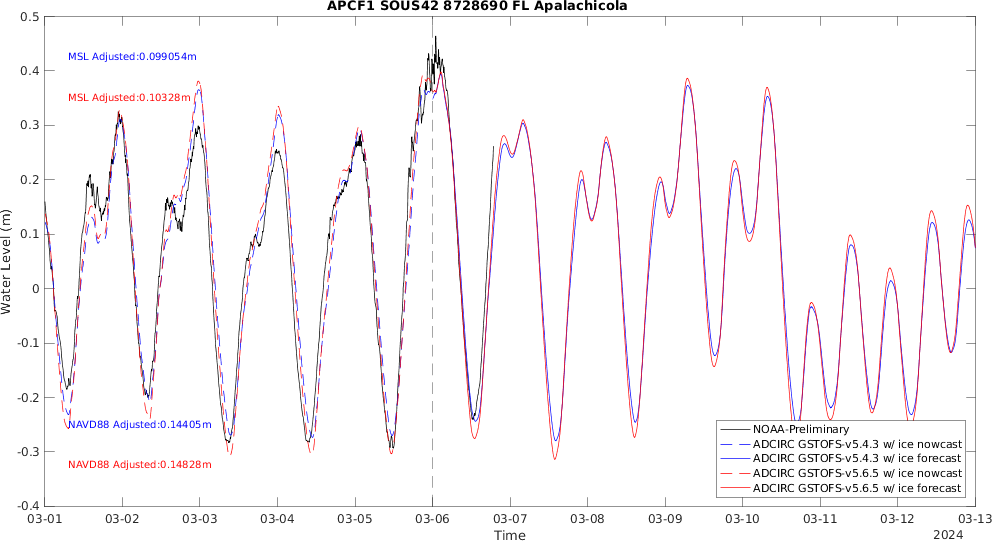 APCF1 SOUS42 8728690 FL Apalachicola
0.5
0.4
0.3
0.2
0.1
0
-0.1
-0.2
-0.3
-0.4
Water Level (m)
MSL Adjusted:0.099054m
MSL Adjusted:0.10328m
NAVD88 Adjusted:0.14405m
NAVD88 Adjusted:0.14828m
NOAA-Preliminary
ADCIRC GSTOFS-v5.4.3 w/ ice nowcast
ADCIRC GSTOFS-v5.4.3 w/ ice forecast
ADCIRC GSTOFS-v5.6.5 w/ ice nowcast
ADCIRC GSTOFS-v5.6.5 w/ ice forecast
03-01 03-02 03-03 03-04 03-05 03-06 03-07 03-08 03-09 03-10 03-11 03-12 03-13
Time
2024